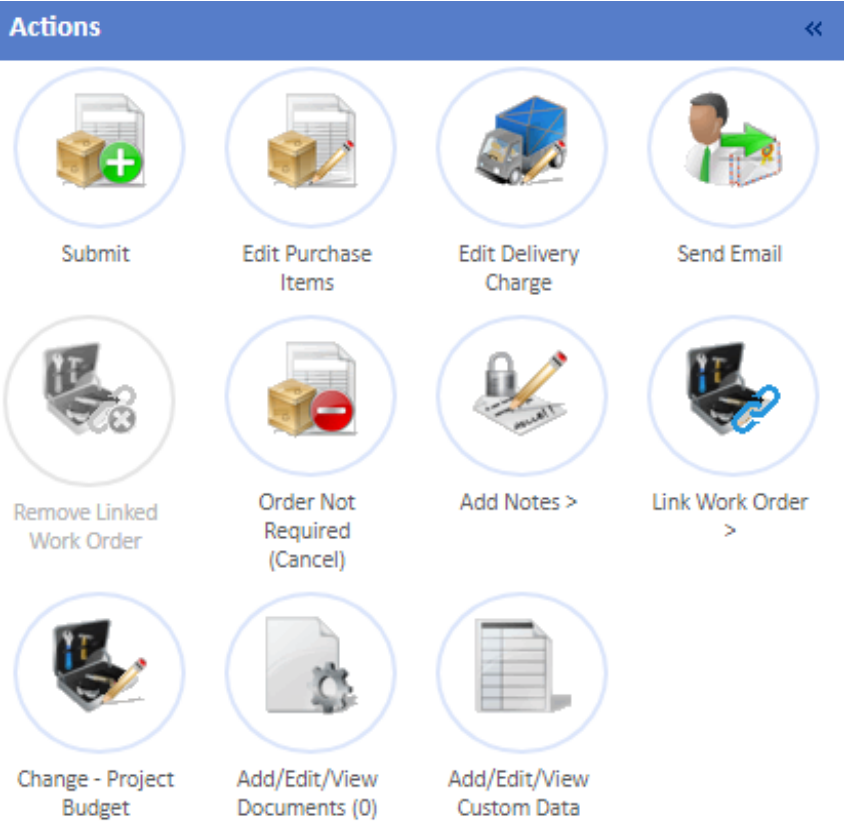 Actions
Submit
Edit Purchase
Items
Edit Delivery
Charge
Send Email
Remove Linked
Work Order
Order Not
Required
(Cancel)
Add Notes >
Link Work Order
>
Change - Project
Budget
Add/Edit/View
Documents (0)
Add/Edit/View
Custom Data